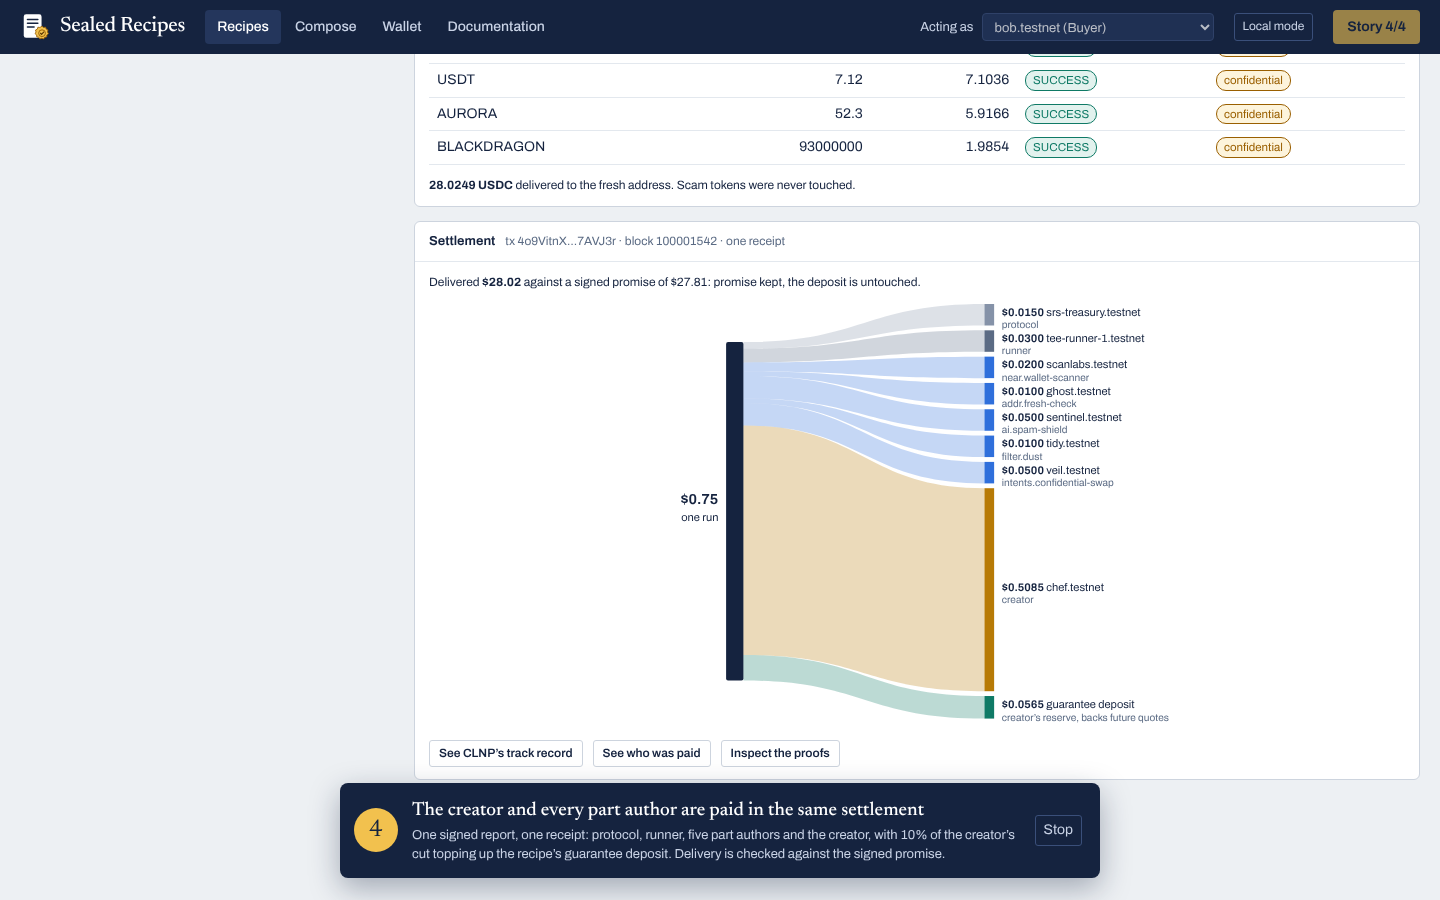 Sealed Recipes
Recipes
Compose
Wallet
Documentation
Acting as
bob.testnet (Buyer)
Local mode
Story 4/4
USDT 7.12 7.1036 SUCCESS confidential
AURORA 52.3 5.9166 SUCCESS confidential
BLACKDRAGON 93000000 1.9854 SUCCESS confidential
28.0249 USDC delivered to the fresh address. Scam tokens were never touched.
Settlement tx 4o9VitnX…7AVJ3r · block 100001542 · one receipt
Delivered $28.02 against a signed promise of $27.81: promise kept, the deposit is untouched.
$0.75
one run
$0.0150 srs-treasury.testnet
protocol
$0.0300 tee-runner-1.testnet
runner
$0.0200 scanlabs.testnet
near.wallet-scanner
$0.0100 ghost.testnet
addr.fresh-check
$0.0500 sentinel.testnet
ai.spam-shield
$0.0100 tidy.testnet
filter.dust
$0.0500 veil.testnet
intents.confidential-swap
$0.5085 chef.testnet
creator
$0.0565 guarantee deposit
creator's reserve, backs future quotes
See CLNP's track record
See who was paid
Inspect the proofs
4
The creator and every part author are paid in the same settlement
One signed report, one receipt: protocol, runner, five part authors and the creator, with 10% of the creator's
cut topping up the recipe's guarantee deposit. Delivery is checked against the signed promise.
Stop